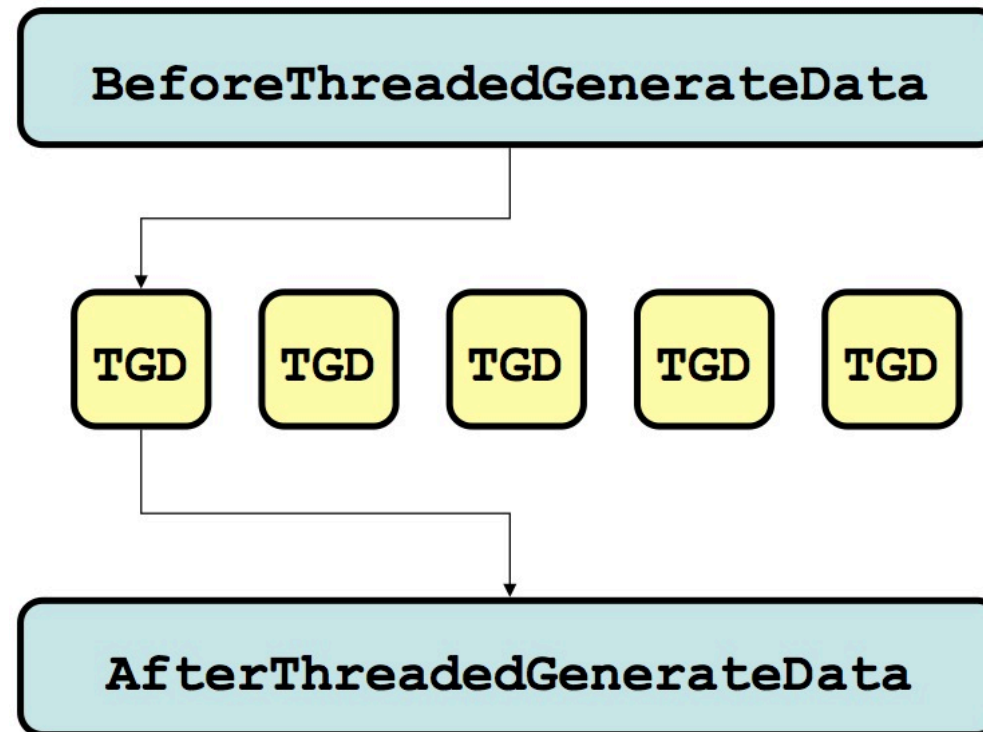 BeforeThreadedGenerateData
TGD TGD TGD TGD TGD
AfterThreadedGenerateData